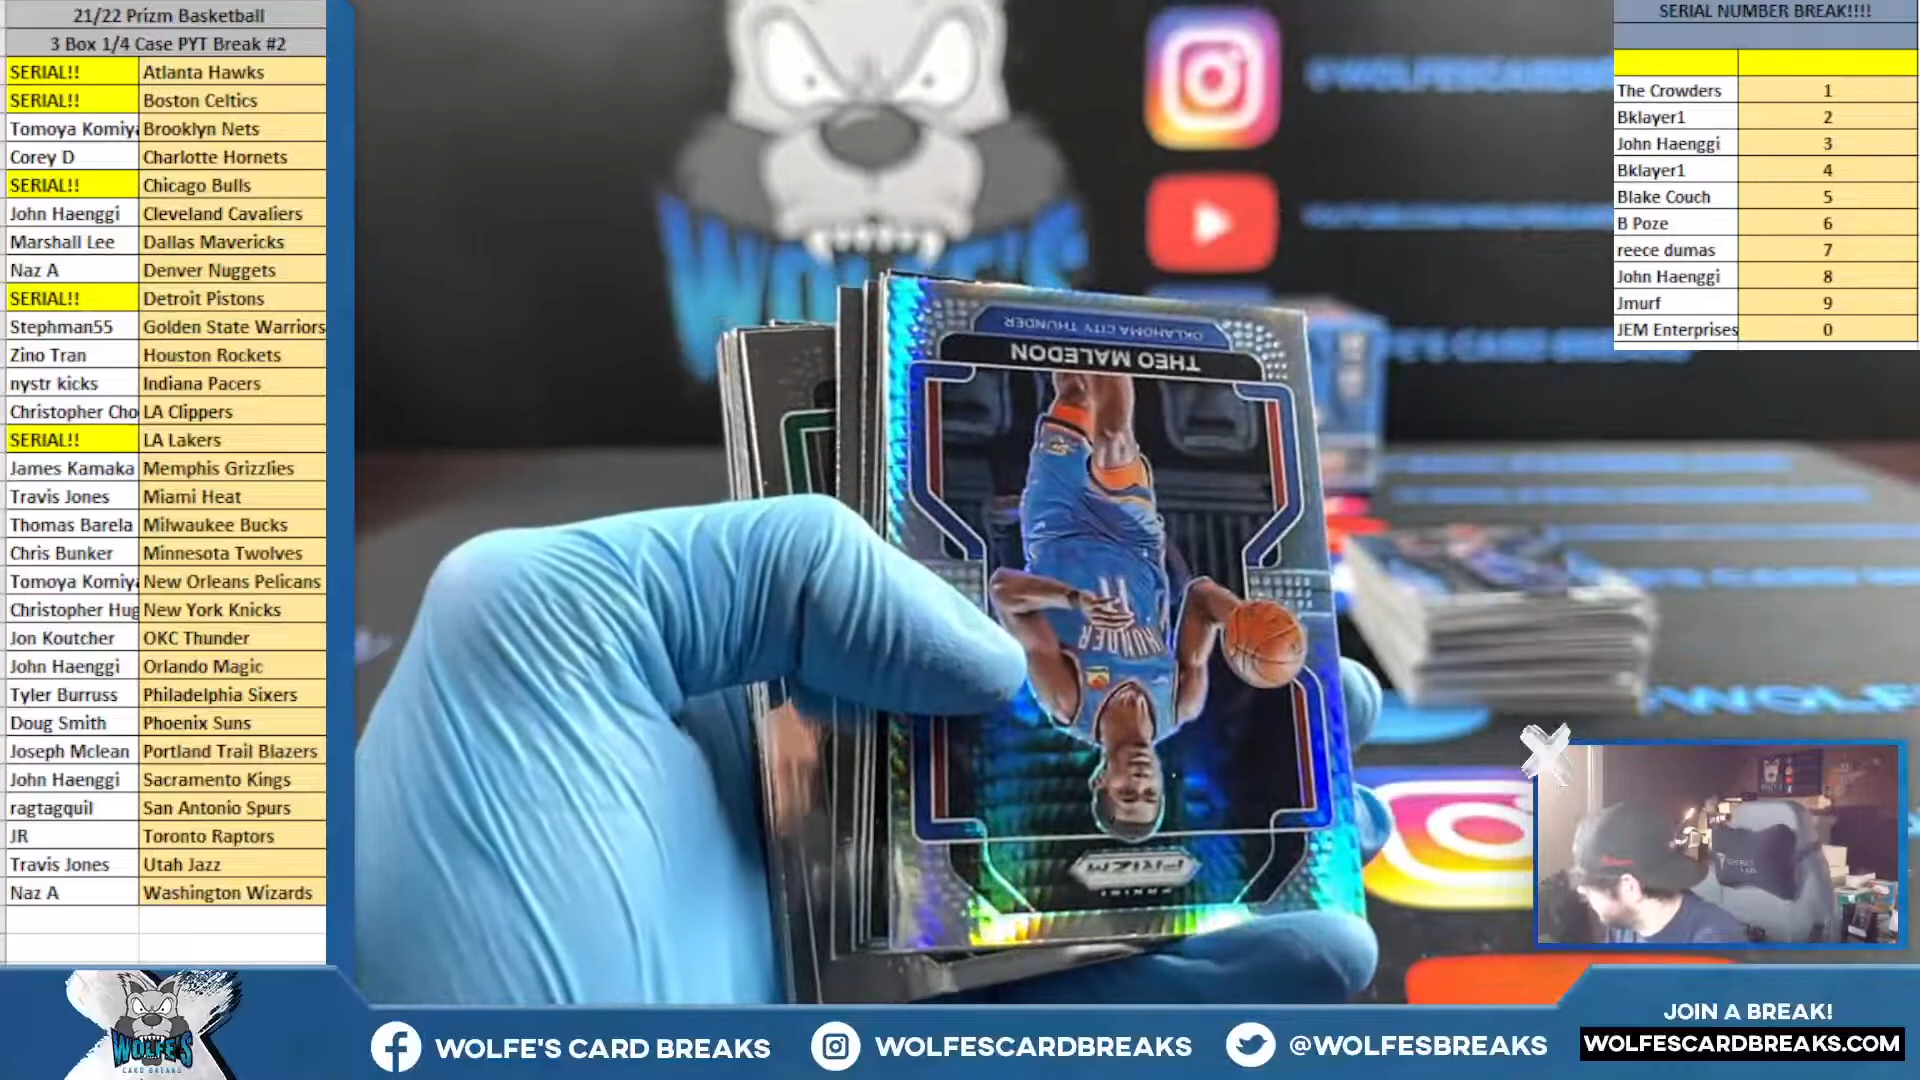 21/22 Prizm Basketball
3 Box 1/4 Case PYT Break #2
SERIAL!! Atlanta Hawks
SERIAL!! Boston Celtics
Tomoya Komiya Brooklyn Nets
Corey D Charlotte Hornets
SERIAL!! Chicago Bulls
John Haenggi Cleveland Cavaliers
Marshall Lee Dallas Mavericks
Naz A Denver Nuggets
SERIAL!! Detroit Pistons
Stephman55 Golden State Warriors
Zino Tran Houston Rockets
nystr kicks Indiana Pacers
Christopher Cho LA Clippers
SERIAL!! LA Lakers
James Kamaka Memphis Grizzlies
Travis Jones Miami Heat
Thomas Barela Milwaukee Bucks
Chris Bunker Minnesota Twolves
Tomoya Komiya New Orleans Pelicans
Christopher Hug New York Knicks
Jon Koutcher OKC Thunder
John Haenggi Orlando Magic
Tyler Burruss Philadelphia Sixers
Doug Smith Phoenix Suns
Joseph Mclean Portland Trail Blazers
John Haenggi Sacramento Kings
ragtagquil San Antonio Spurs
JR Toronto Raptors
Travis Jones Utah Jazz
Naz A Washington Wizards
SERIAL NUMBER BREAK!!!!
The Crowders 1
Bklayer1 2
John Haenggi 3
Bklayer1 4
Blake Couch 5
B Poze 6
reece dumas 7
John Haenggi 8
Jmurf 9
JEM Enterprises 0
WOLFE'S
OKLAHOMA CITY THUNDER
THEO MALEDON
THUNDER
PRIZM
PANINI
WOLFE'S
CARD BREAKS
WOLFE'S CARD BREAKS
WOLFESCARDBREAKS
@WOLFESBREAKS
JOIN A BREAK!
WOLFESCARDBREAKS.COM